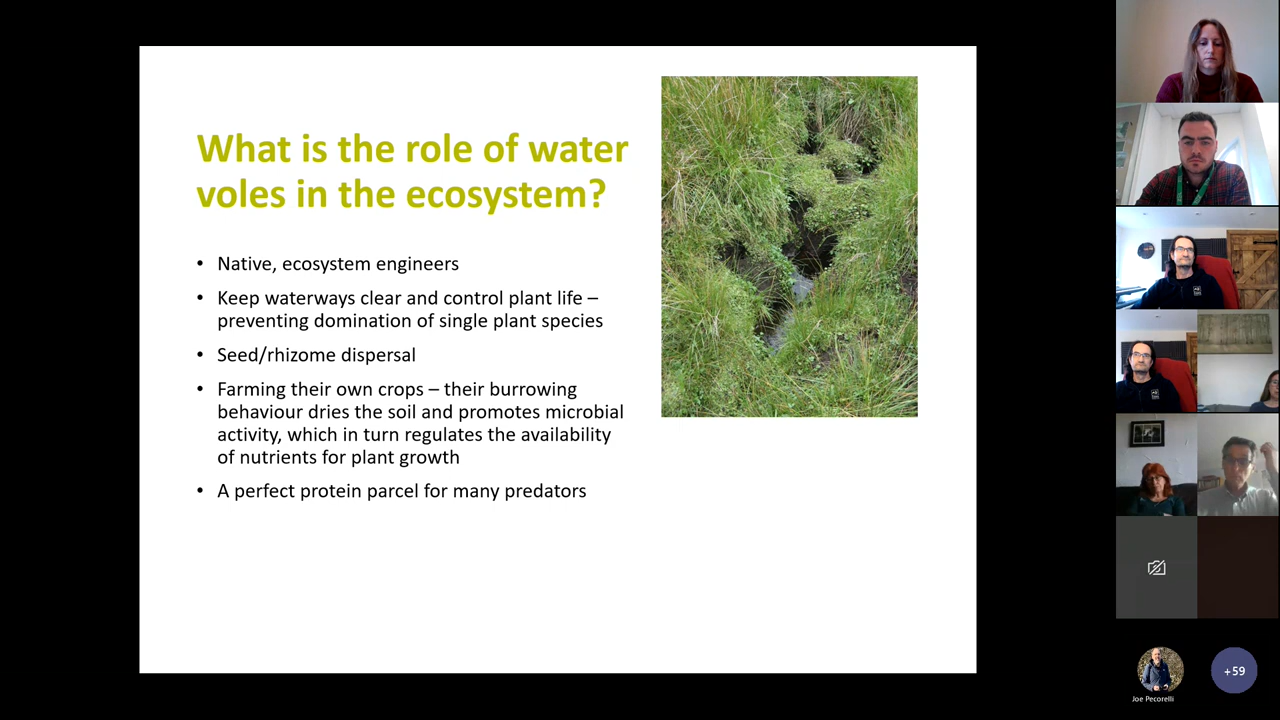 What is the role of water
voles in the ecosystem?
• Native, ecosystem engineers
• Keep waterways clear and control plant life –
preventing domination of single plant species
• Seed/rhizome dispersal
• Farming their own crops – their burrowing
behaviour dries the soil and promotes microbial
activity, which in turn regulates the availability
of nutrients for plant growth
• A perfect protein parcel for many predators
Joe Pecorelli
+59